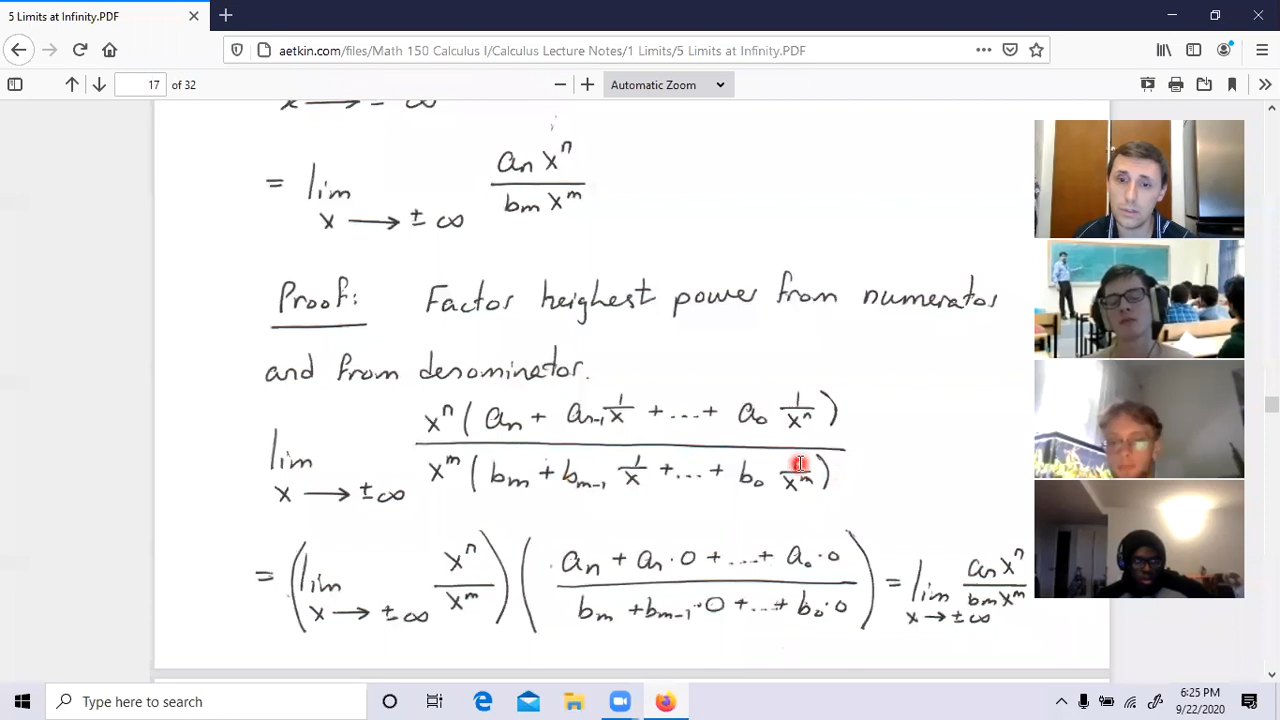 5 Limits at Infinity.PDF
aetkin.com/files/Math 150 Calculus I/Calculus Lecture Notes/1 Limits/5 Limits at Infinity.PDF
17 of 32
Automatic Zoom
x → ± ∞
= lim x → ± ∞ aₙ xⁿ / bₘ xᵐ
Proof: Factor heighest power from numerator
and from denominator.
lim x → ±∞ xⁿ ( aₙ + aₙ₋₁ 1/x + ... + a₀ 1/xⁿ ) / xᵐ ( bₘ + bₘ₋₁ 1/x + ... + b₀ 1/xᵐ )
= ( lim x → ±∞ xⁿ / xᵐ ) ( aₙ + aₙ · 0 + ... + a₀ · 0 / bₘ + bₘ₋₁ · 0 + ... + b₀ · 0 ) = lim x → ±∞ aₙxⁿ / bₘxᵐ
Type here to search
6:25 PM
9/22/2020